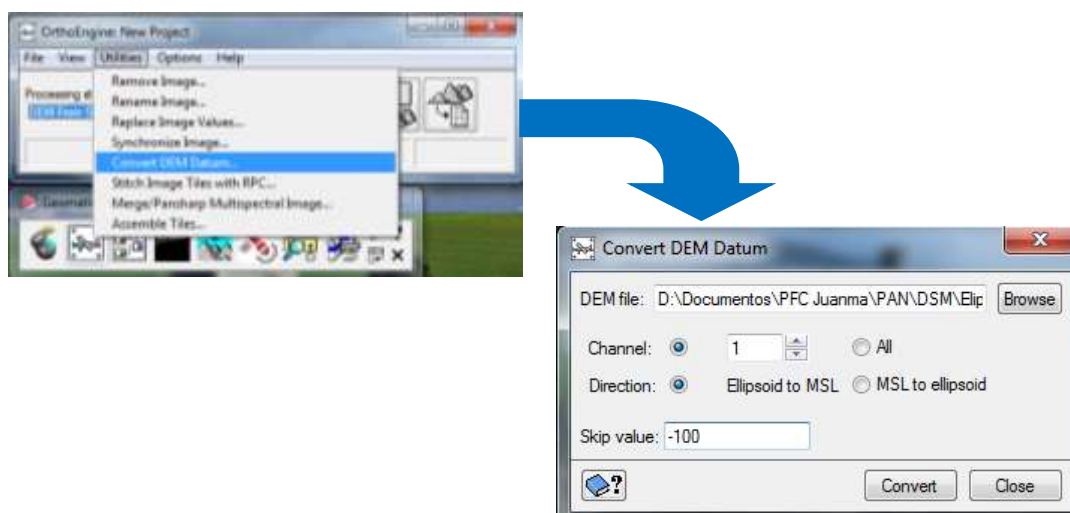 OrthoEngine: New Project
File View Utilities Options Help
Processing
Remove Image...
Rename Image...
Replace Image Values...
Synchronize Image...
Convert DEM Datum...
Stitch Image Tiles with RPC...
Merge/Pansharp Multispectral Image...
Assemble Tiles...
Convert DEM Datum
DEM file: D:\Documentos\PFC Juanma\PAN\DSM\Elip Browse
Channel: 1 All
Direction: Ellipsoid to MSL MSL to ellipsoid
Skip value: -100
Convert Close